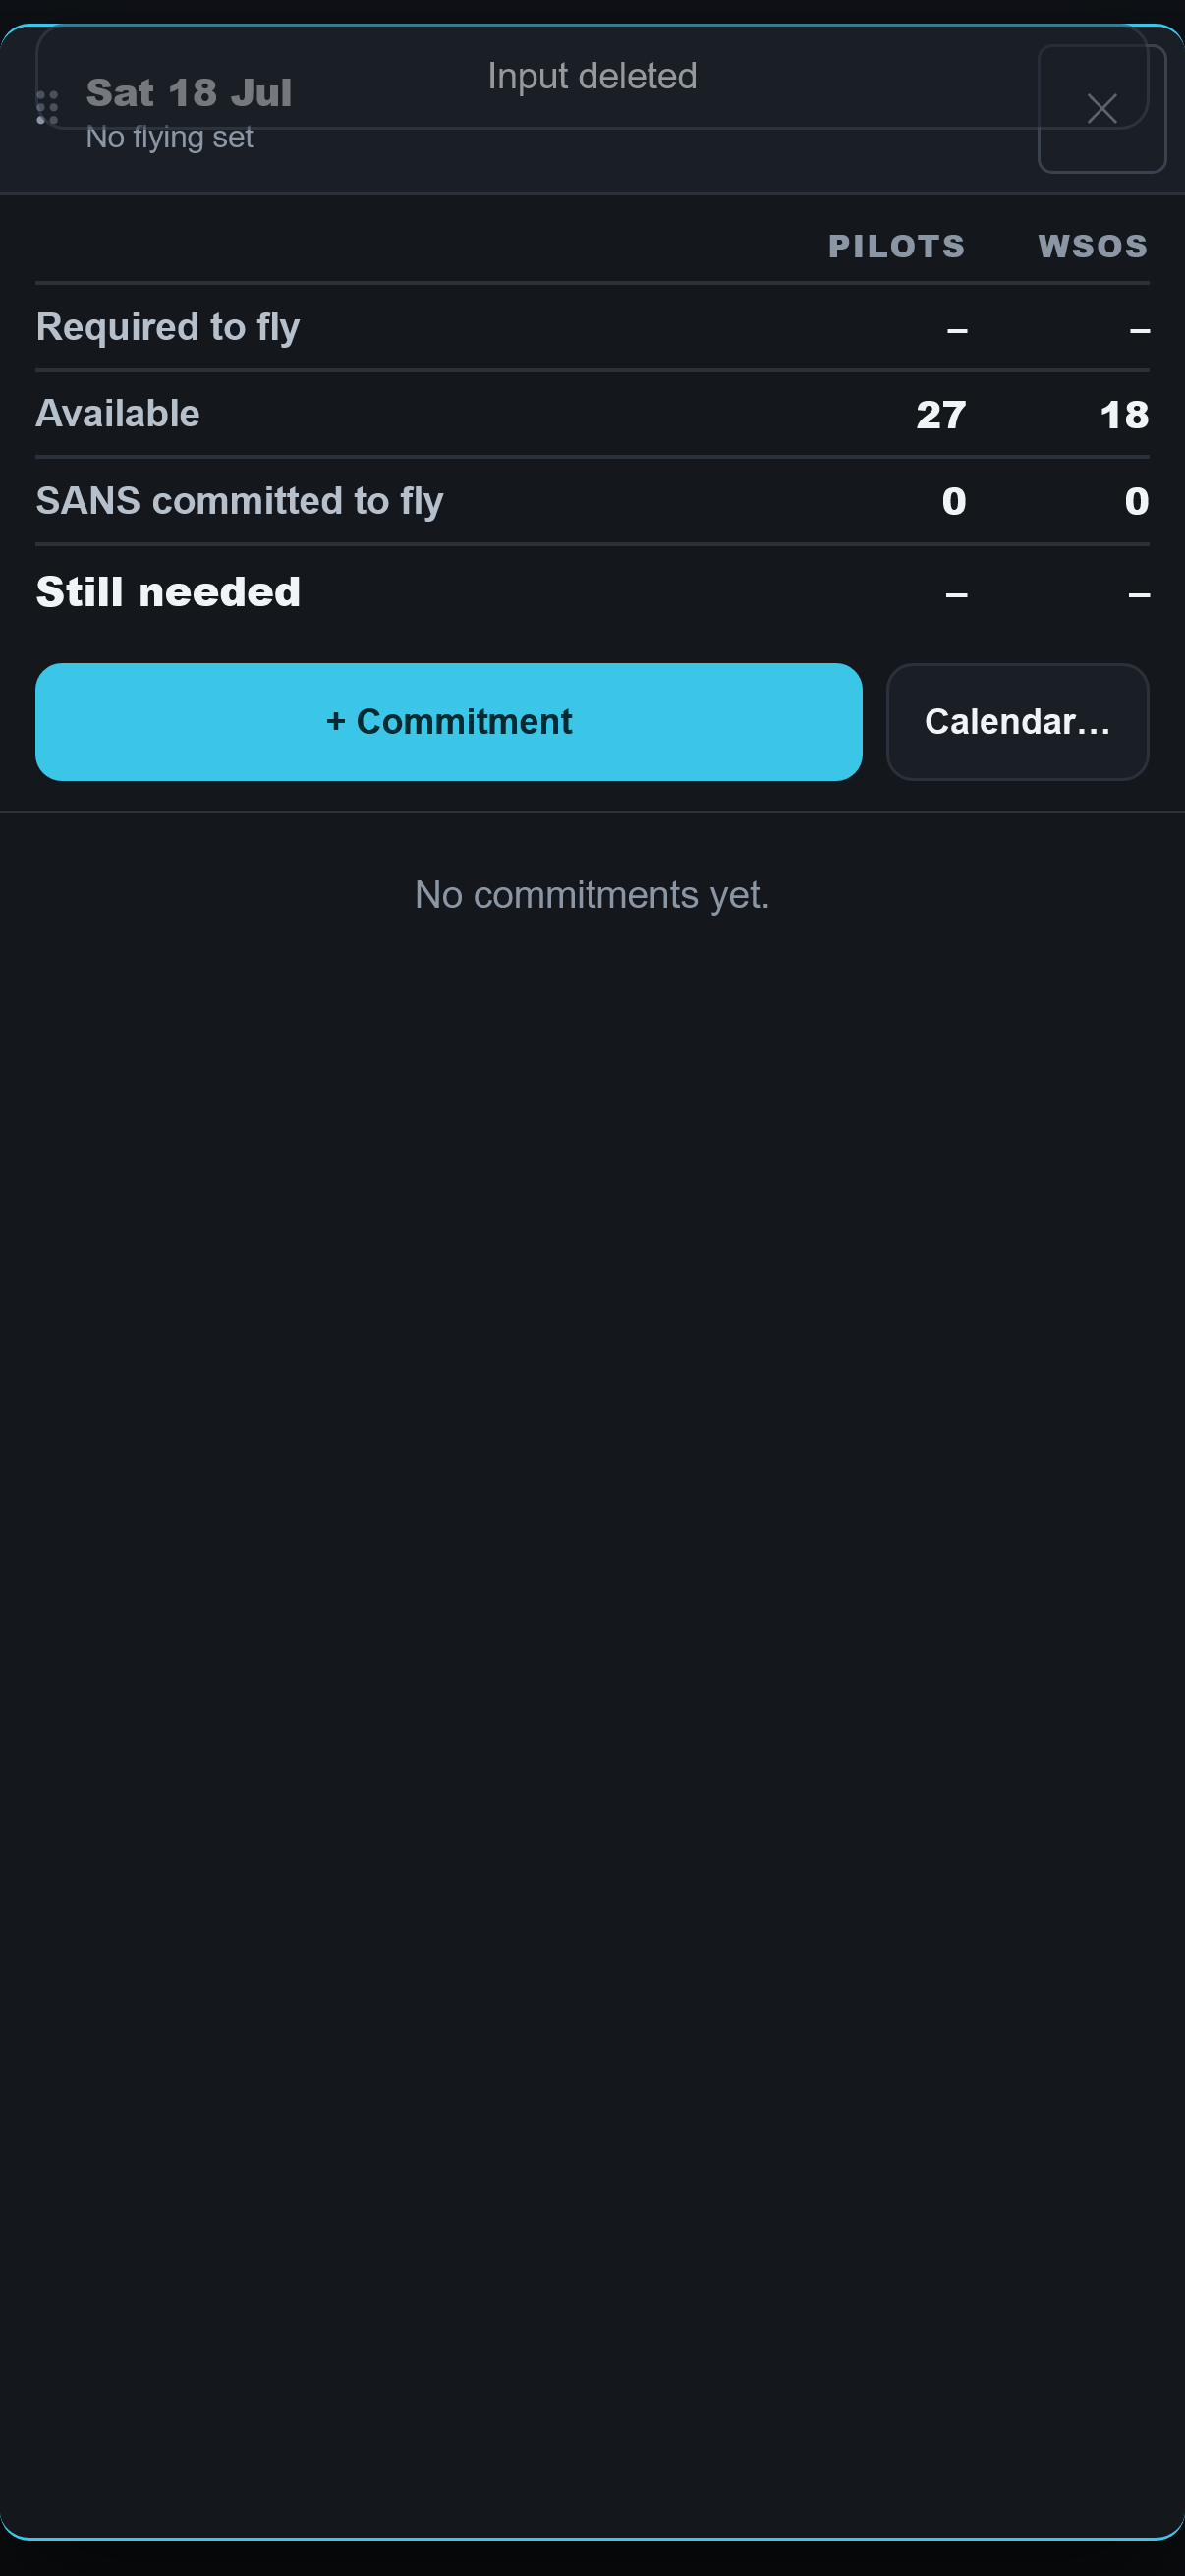 Input deleted
Sat 18 Jul
No flying set
PILOTS WSOS
Required to fly – –
Available 27 18
SANS committed to fly 0 0
Still needed – –
+ Commitment Calendar...
No commitments yet.